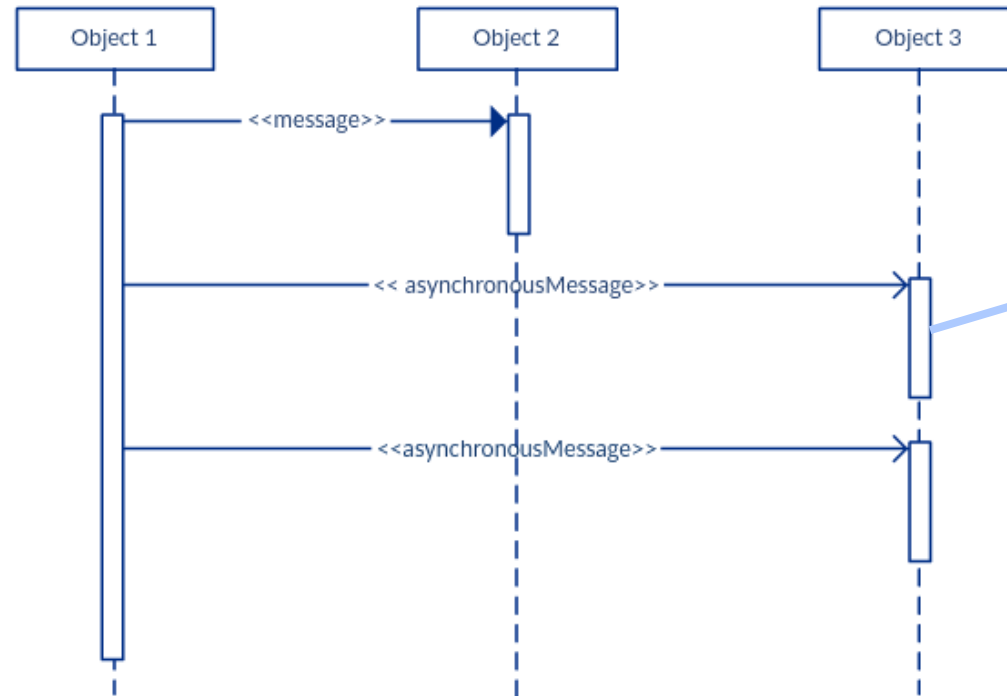 Object 1
Object 2
Object 3
<<message>>
<< asynchronousMessage>>
<<asynchronousMessage>>